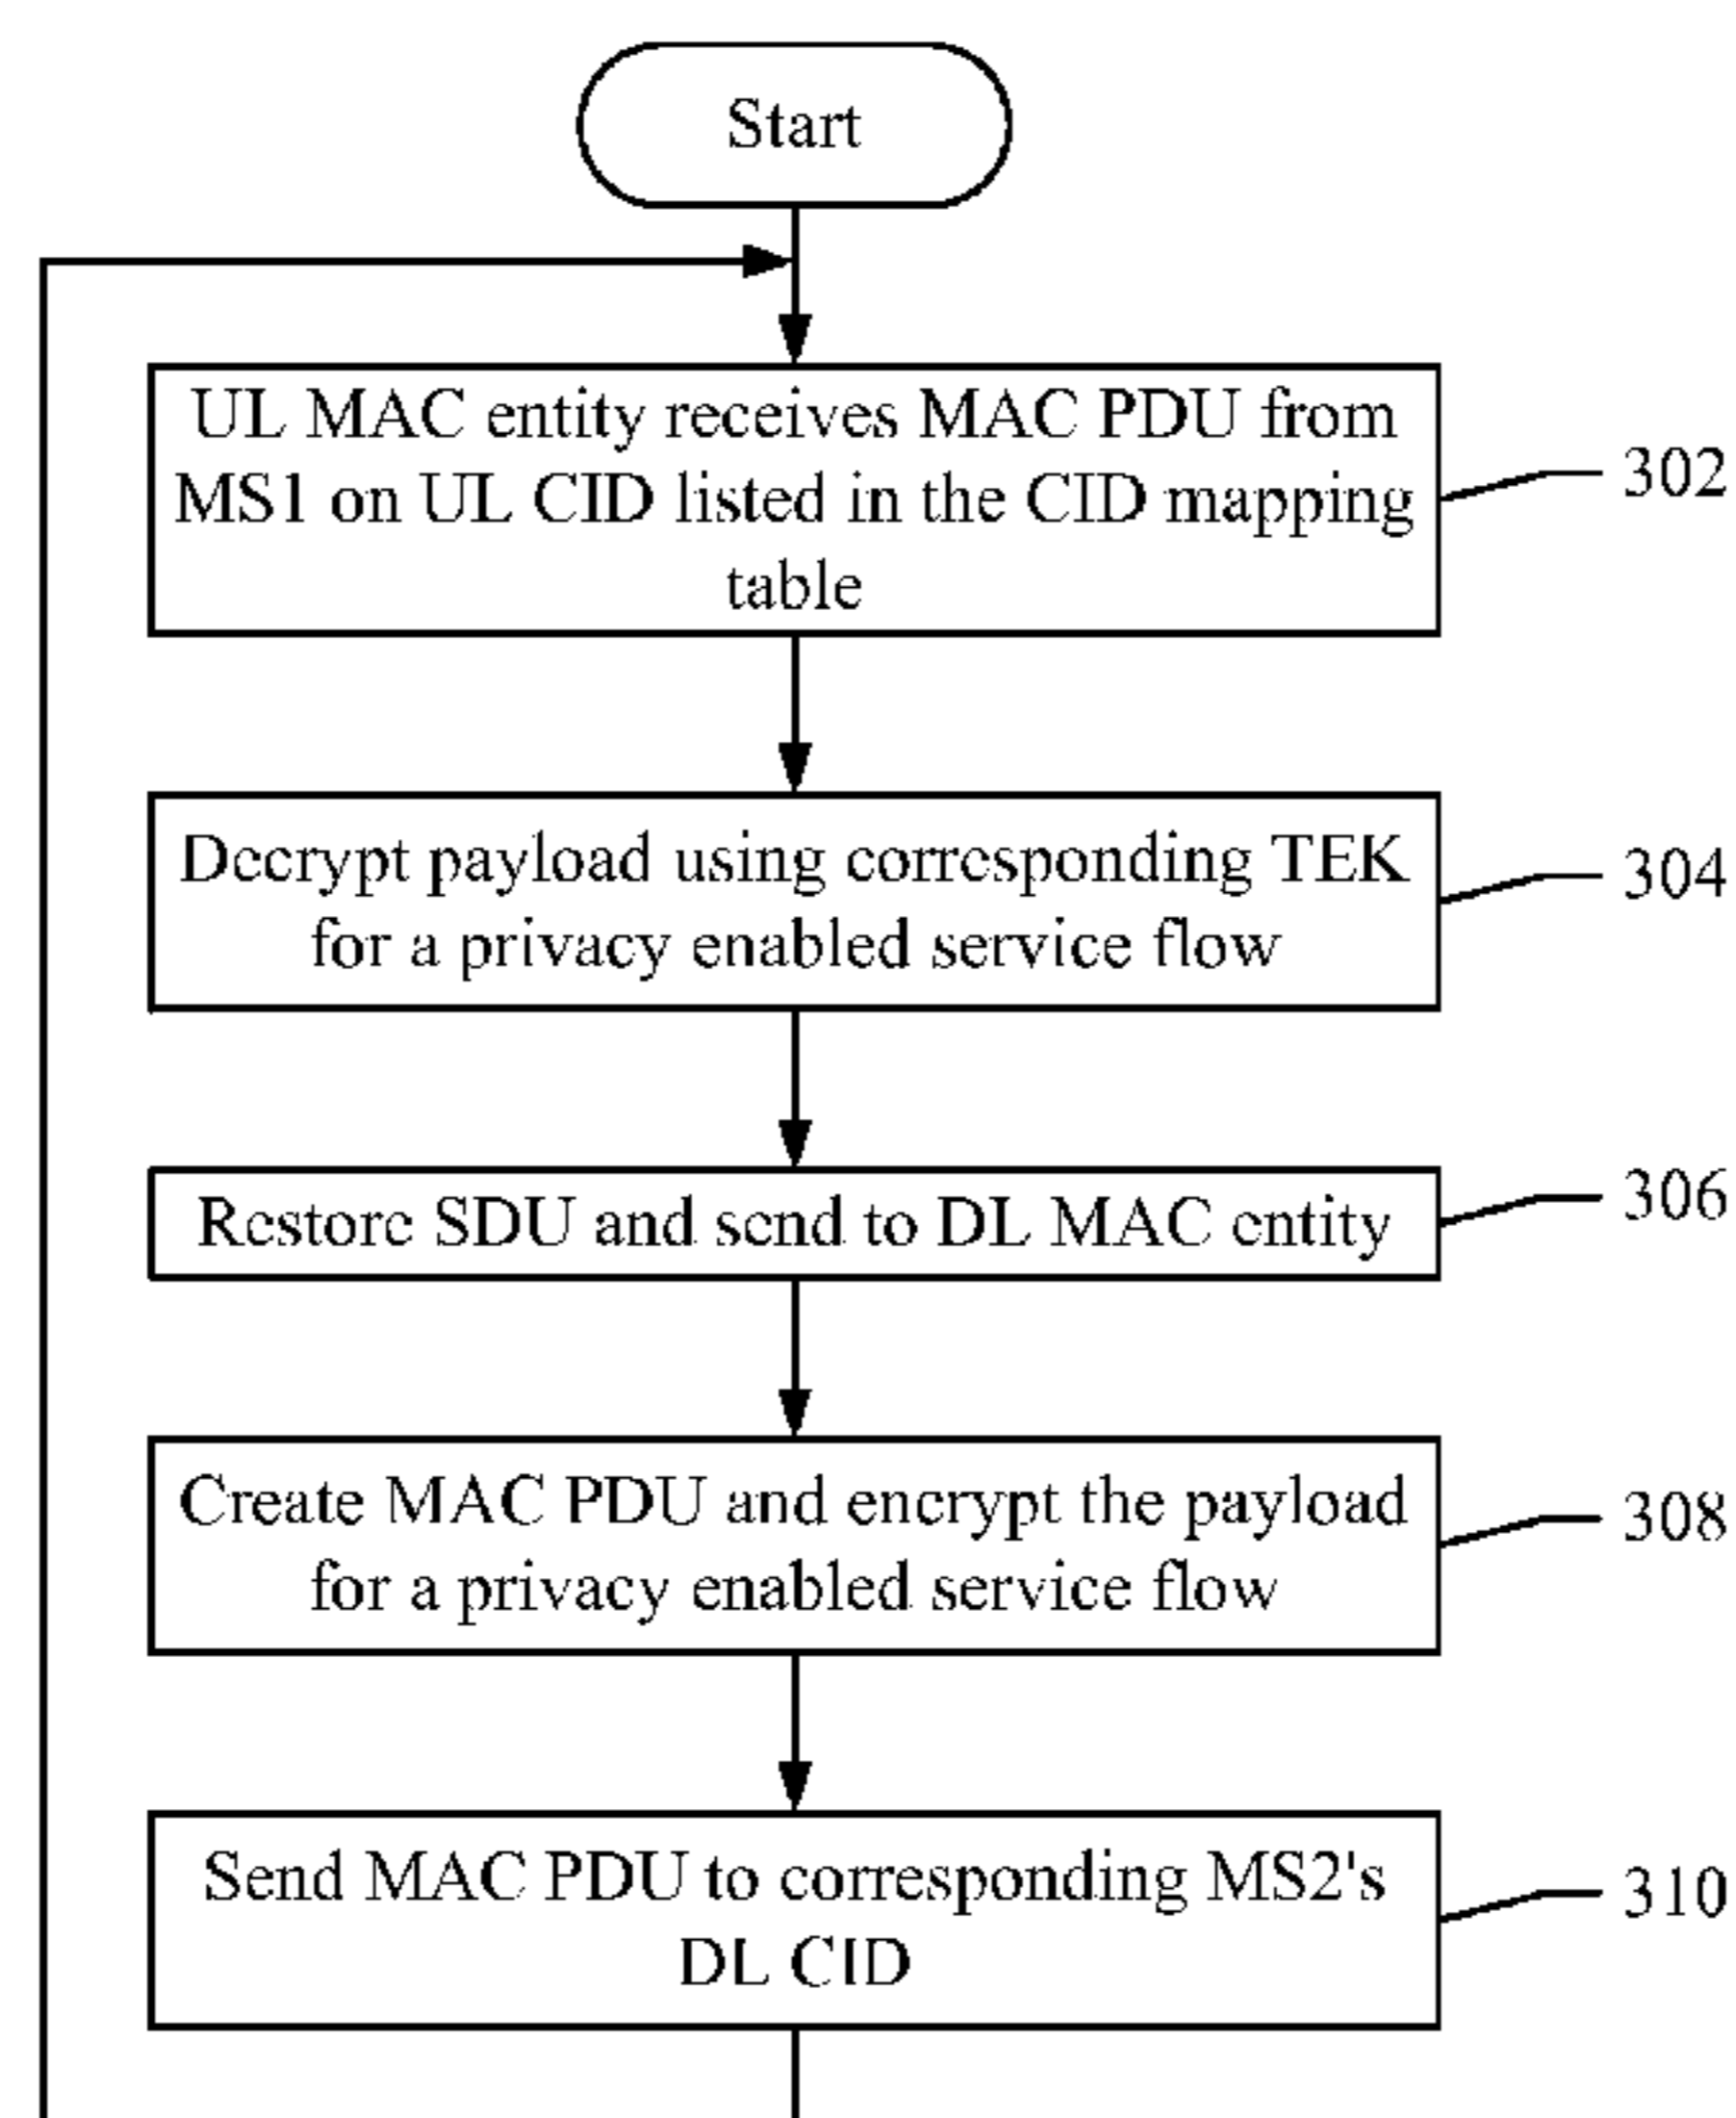 Start
UL MAC entity receives MAC PDU from
MS1 on UL CID listed in the CID mapping
table
302
Decrypt payload using corresponding TEK
for a privacy enabled service flow
304
Restore SDU and send to DL MAC entity
306
Create MAC PDU and encrypt the payload
for a privacy enabled service flow
308
Send MAC PDU to corresponding MS2's
DL CID
310